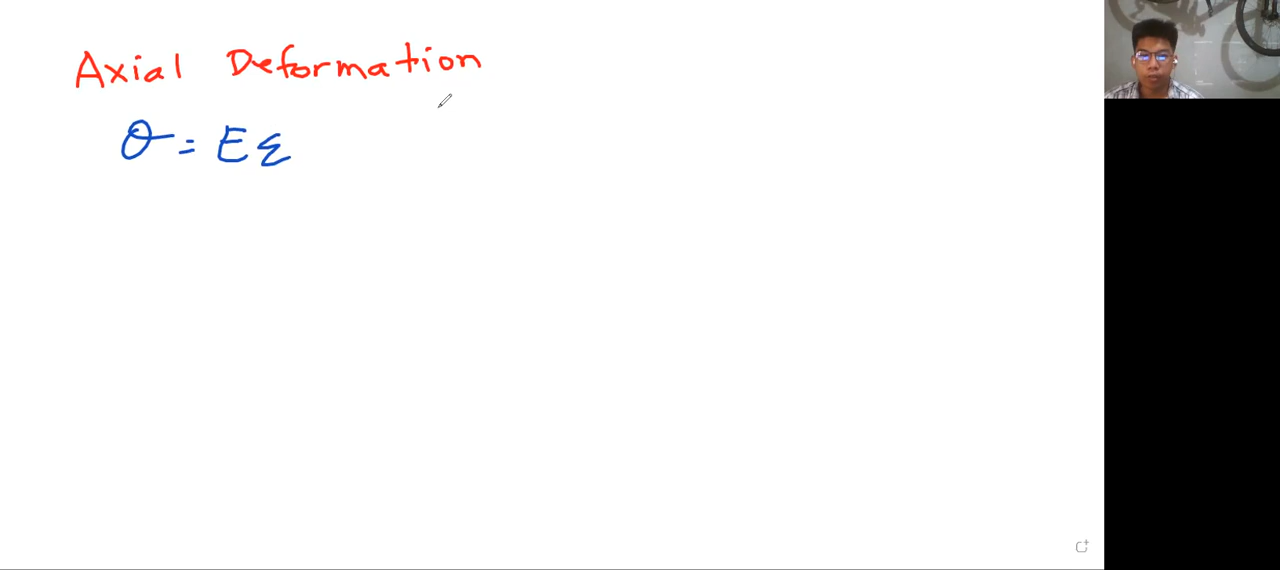 Axial Deformation
σ = Eε